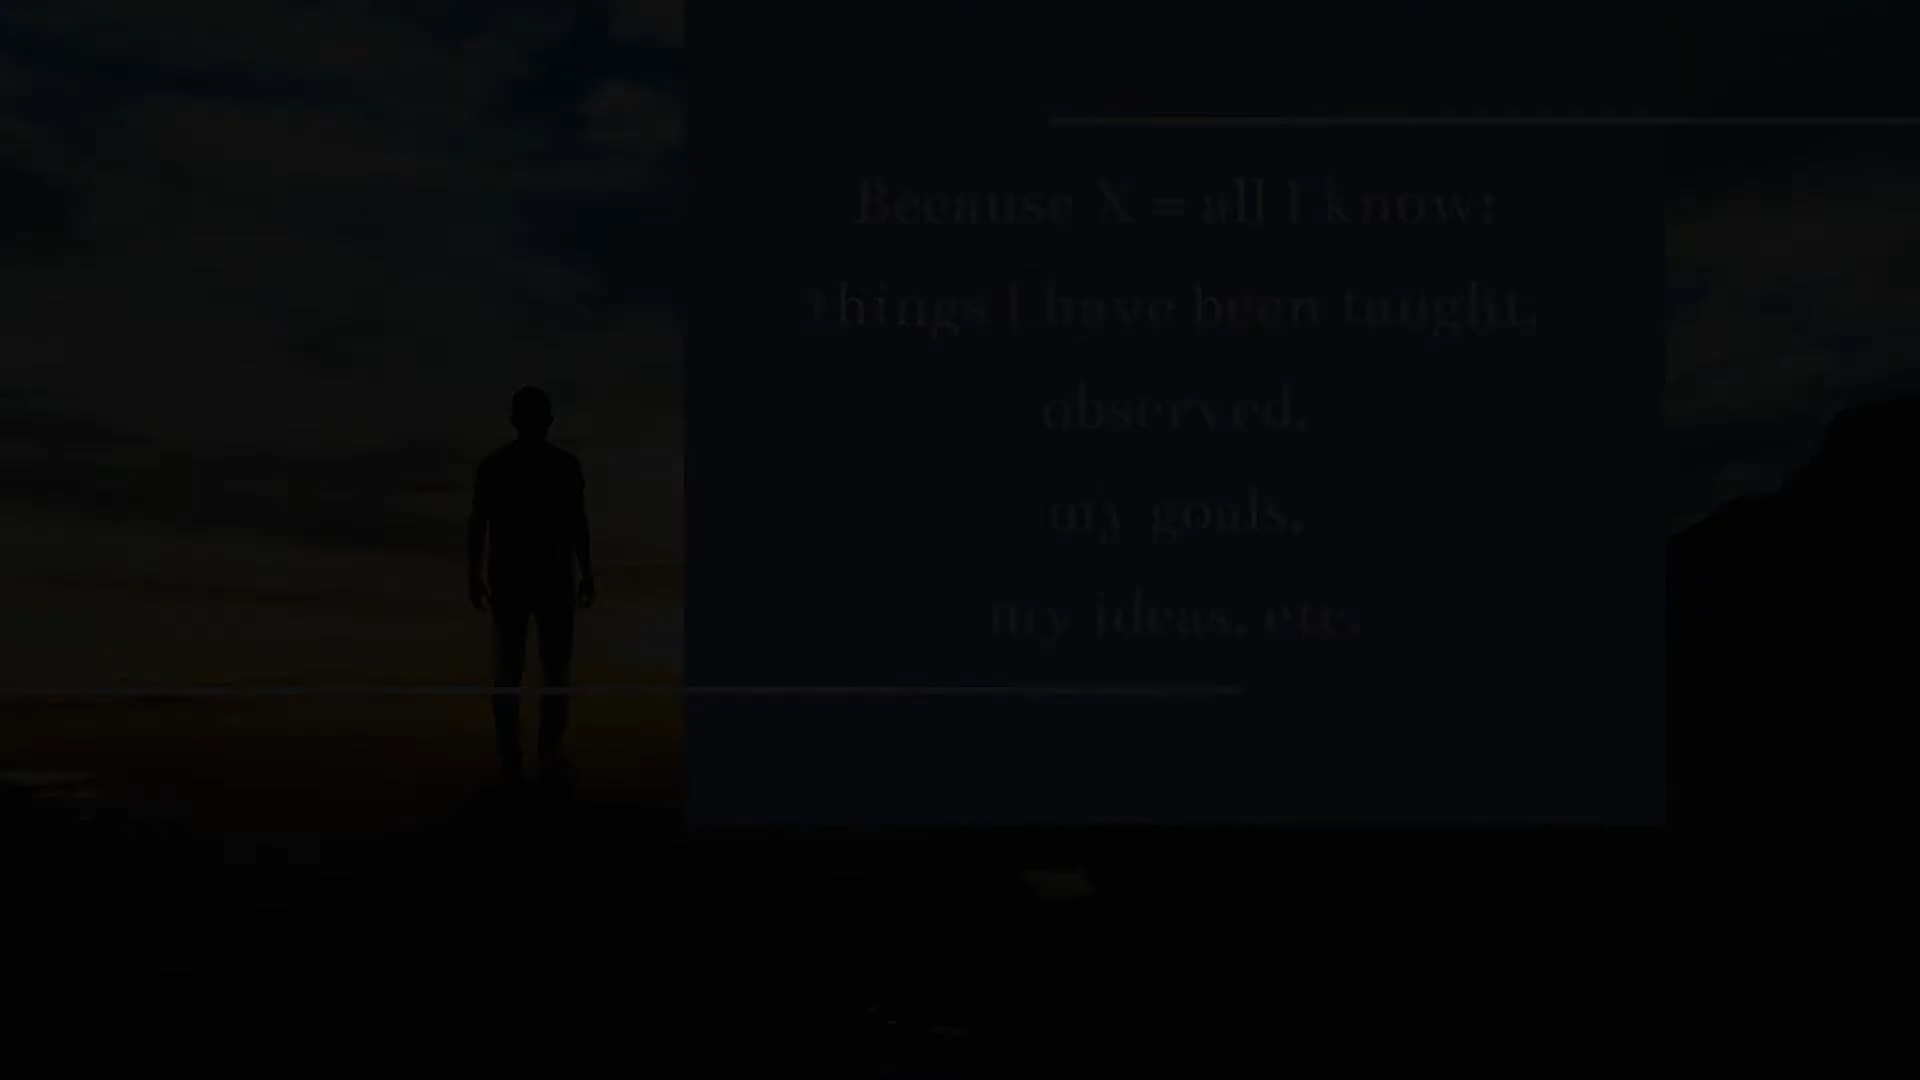 Because X = all I know:
things I have been taught,
observed,
my goals,
my ideas, etc.